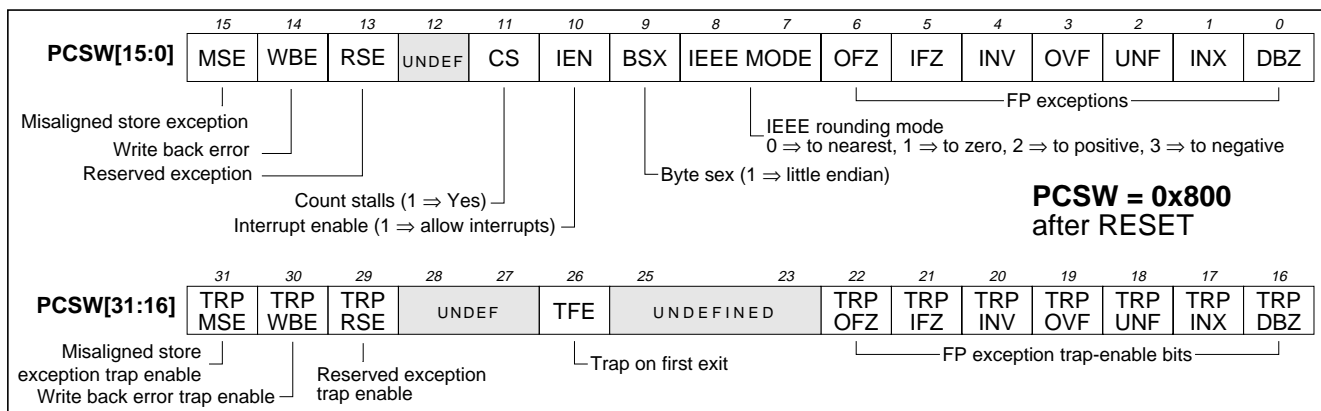 15 14 13 12 11 10 9 8 7 6 5 4 3 2 1 0
PCSW[15:0] MSE WBE RSE UNDEF CS IEN BSX IEEE MODE OFZ IFZ INV OVF UNF INX DBZ
FP exceptions
Misaligned store exception
IEEE rounding mode
Write back error
0 ⇒ to nearest, 1 ⇒ to zero, 2 ⇒ to positive, 3 ⇒ to negative
Reserved exception
Byte sex (1 ⇒ little endian)
Count stalls (1 ⇒ Yes)
PCSW = 0x800
Interrupt enable (1 ⇒ allow interrupts)
after RESET
31 30 29 28 27 26 25 23 22 21 20 19 18 17 16
PCSW[31:16] TRP MSE TRP WBE TRP RSE UNDEF TFE UNDEFINED TRP OFZ TRP IFZ TRP INV TRP OVF TRP UNF TRP INX TRP DBZ
Misaligned store
exception trap enable
Write back error trap enable
Reserved exception
trap enable
Trap on first exit
FP exception trap-enable bits